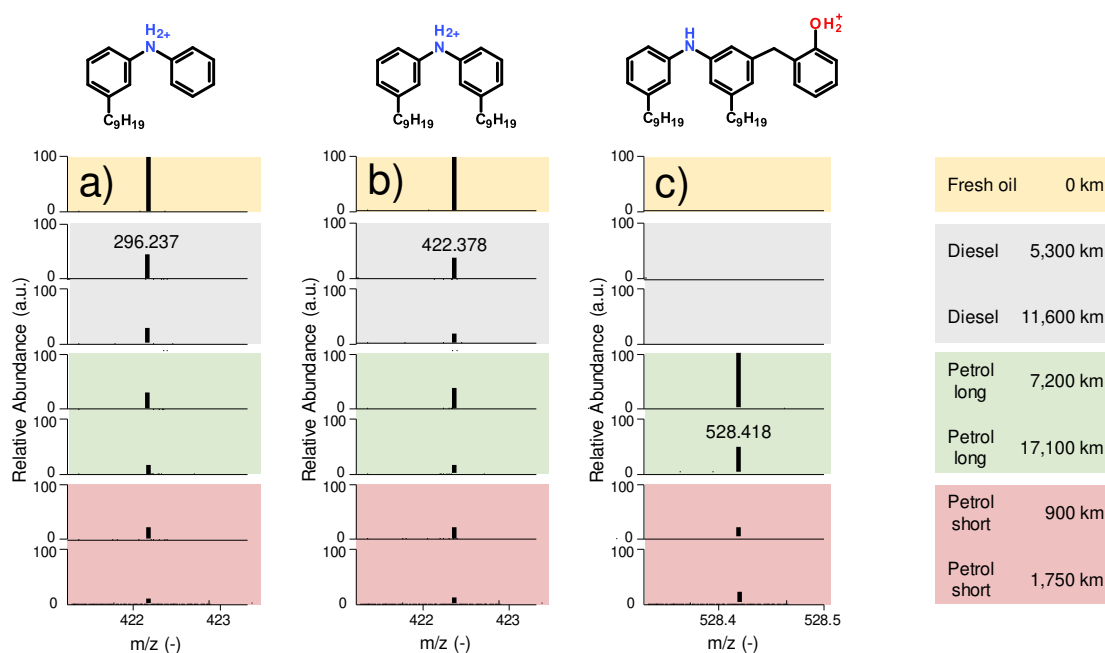 H2+
N
C9H19
H2+
N
C9H19
C9H19
H
N
OH2+
C9H19
C9H19
a)
b)
c)
100
0
100
0
100
0
100
0
100
0
100
0
100
0
296.237
422
423
m/z (-)
Relative Abundance (a.u.)
100
0
100
0
100
0
100
0
100
0
100
0
100
0
422.378
422
423
m/z (-)
Relative Abundance (a.u.)
100
0
100
0
100
0
100
0
100
0
100
0
100
0
528.418
528.4
528.5
m/z (-)
Relative Abundance (a.u.)
Fresh oil 0 km
Diesel 5,300 km
Diesel 11,600 km
Petrol
long 7,200 km
Petrol
long 17,100 km
Petrol
short 900 km
Petrol
short 1,750 km